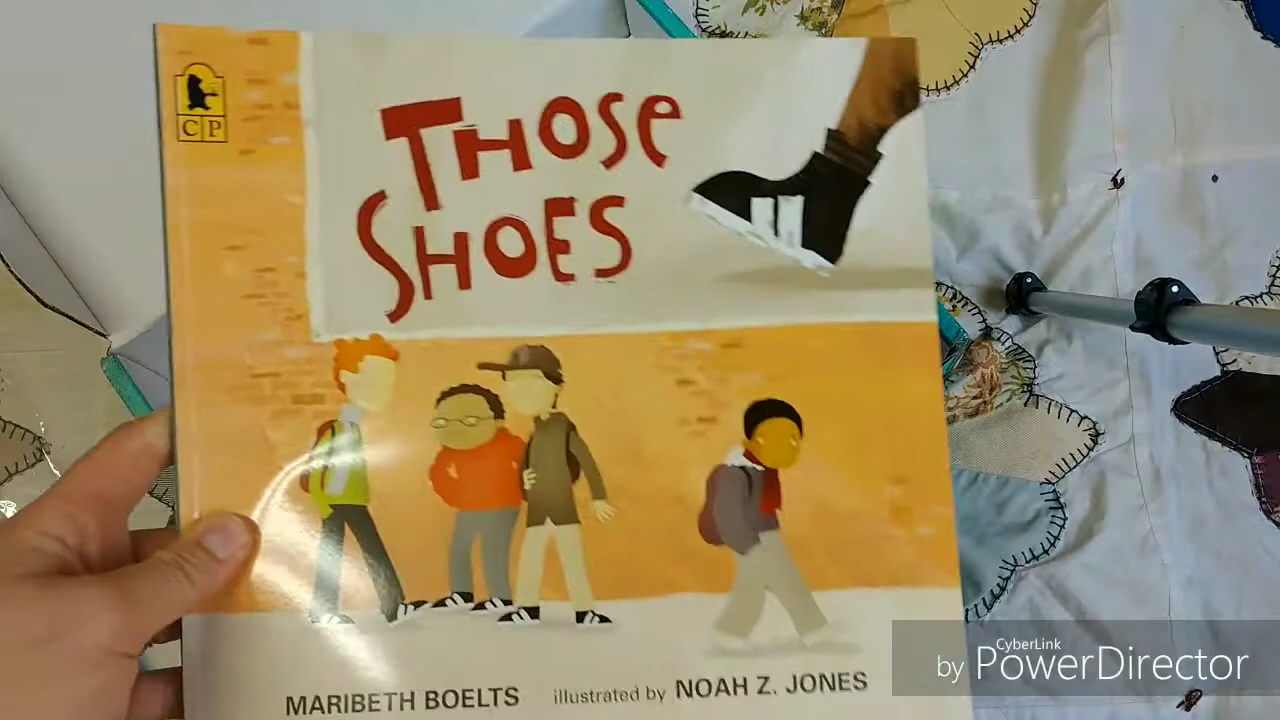 CP
THOSE
SHOES
MARIBETH BOELTS illustrated by NOAH Z. JONES
CyberLink
by PowerDirector